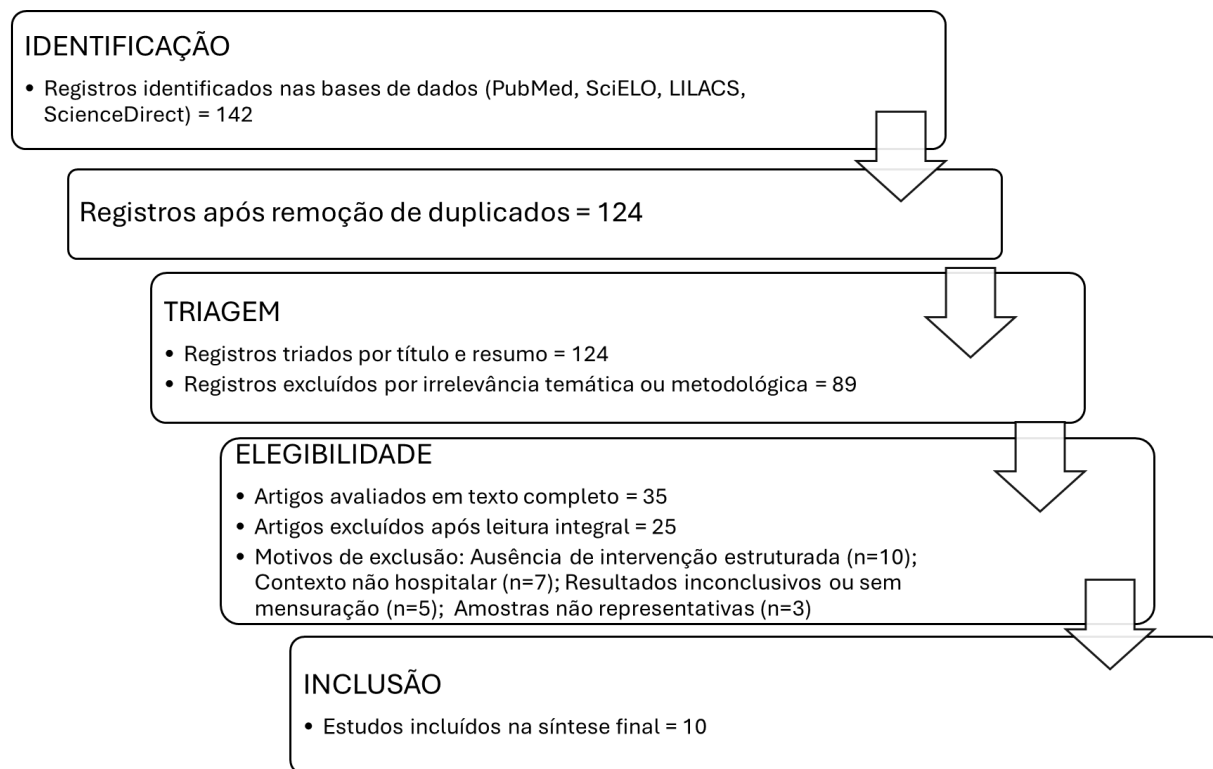 IDENTIFICAÇÃO
• Registros identificados nas bases de dados (PubMed, SciELO, LILACS,
ScienceDirect) = 142
Registros após remoção de duplicados = 124
TRIAGEM
• Registros triados por título e resumo = 124
• Registros excluídos por irrelevância temática ou metodológica = 89
ELEGIBILIDADE
• Artigos avaliados em texto completo = 35
• Artigos excluídos após leitura integral = 25
• Motivos de exclusão: Ausência de intervenção estruturada (n=10);
Contexto não hospitalar (n=7); Resultados inconclusivos ou sem
mensuração (n=5); Amostras não representativas (n=3)
INCLUSÃO
• Estudos incluídos na síntese final = 10